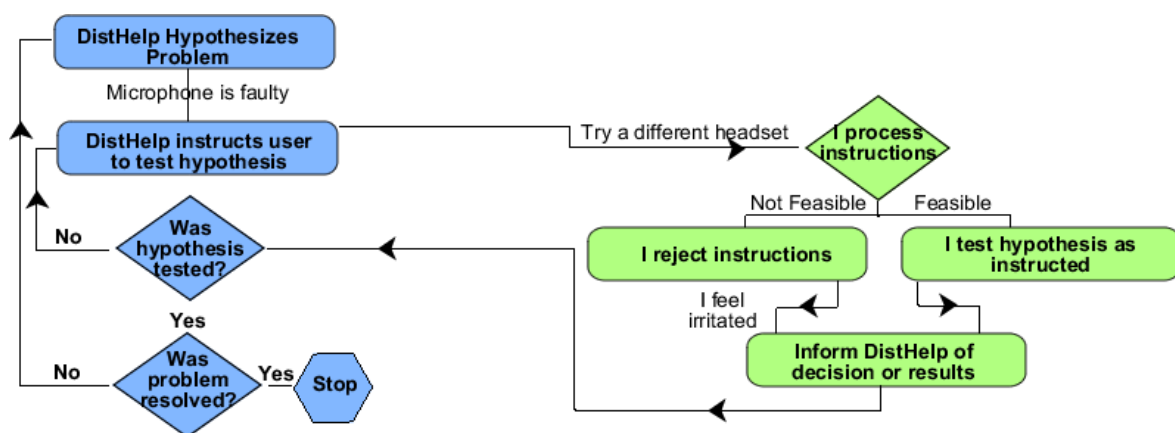 DistHelp Hypothesizes
Problem
Microphone is faulty
DistHelp instructs user
to test hypothesis
Try a different headset
I process
instructions
Not Feasible
Feasible
I reject instructions
I test hypothesis as
instructed
I feel
irritated
Inform DistHelp of
decision or results
Was
hypothesis
tested?
No
Yes
Was
problem
resolved?
No
Yes
Stop